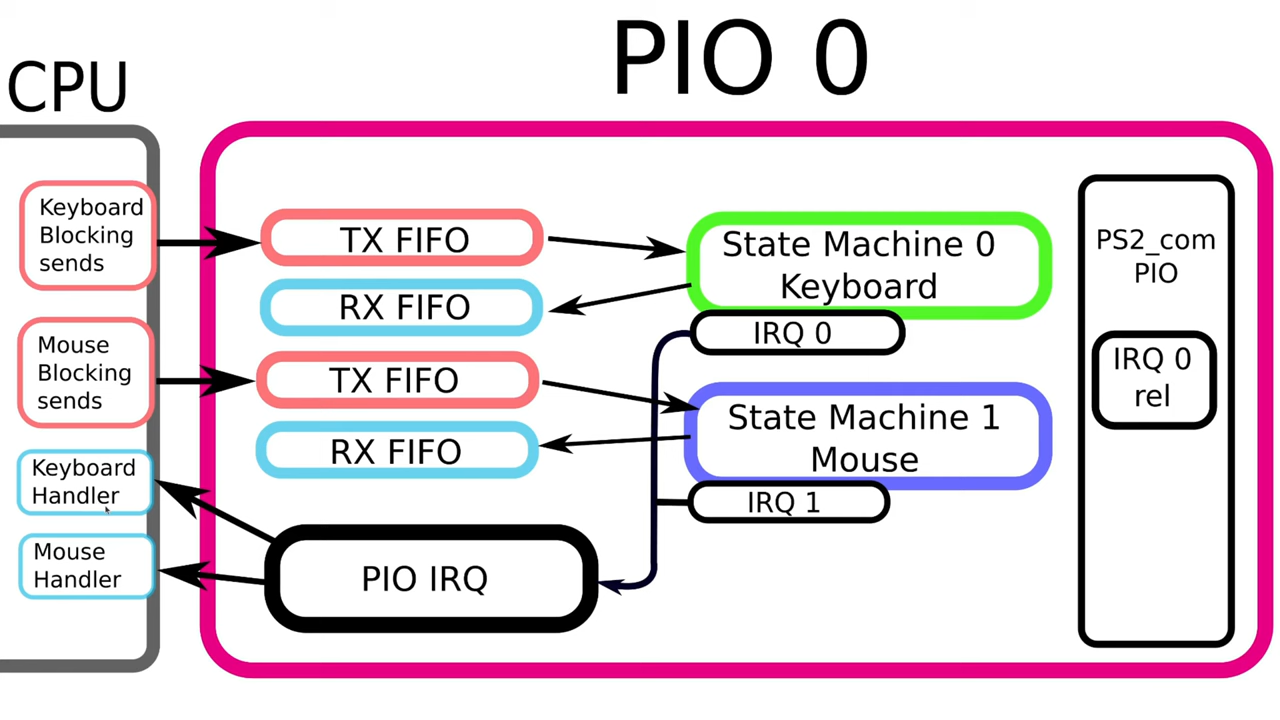 PIO 0
CPU
Keyboard
Blocking
sends
Mouse
Blocking
sends
Keyboard
Handler
Mouse
Handler
TX FIFO
RX FIFO
TX FIFO
RX FIFO
PIO IRQ
State Machine 0
Keyboard
IRQ 0
State Machine 1
Mouse
IRQ 1
PS2_com
PIO
IRQ 0
rel